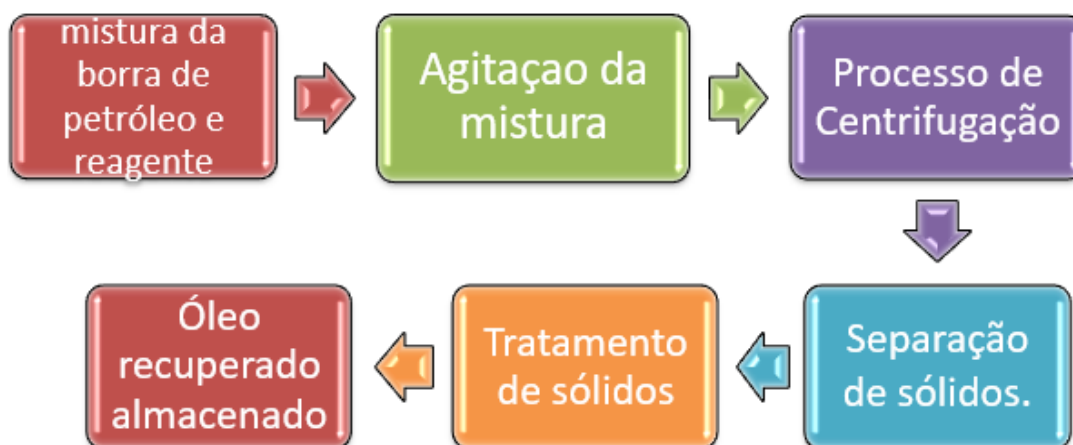 mistura da
borra de
petróleo e
reagente
Agitaçao da
mistura
Processo de
Centrifugação
Separação
de sólidos.
Tratamento
de sólidos
Óleo
recuperado
almacenado